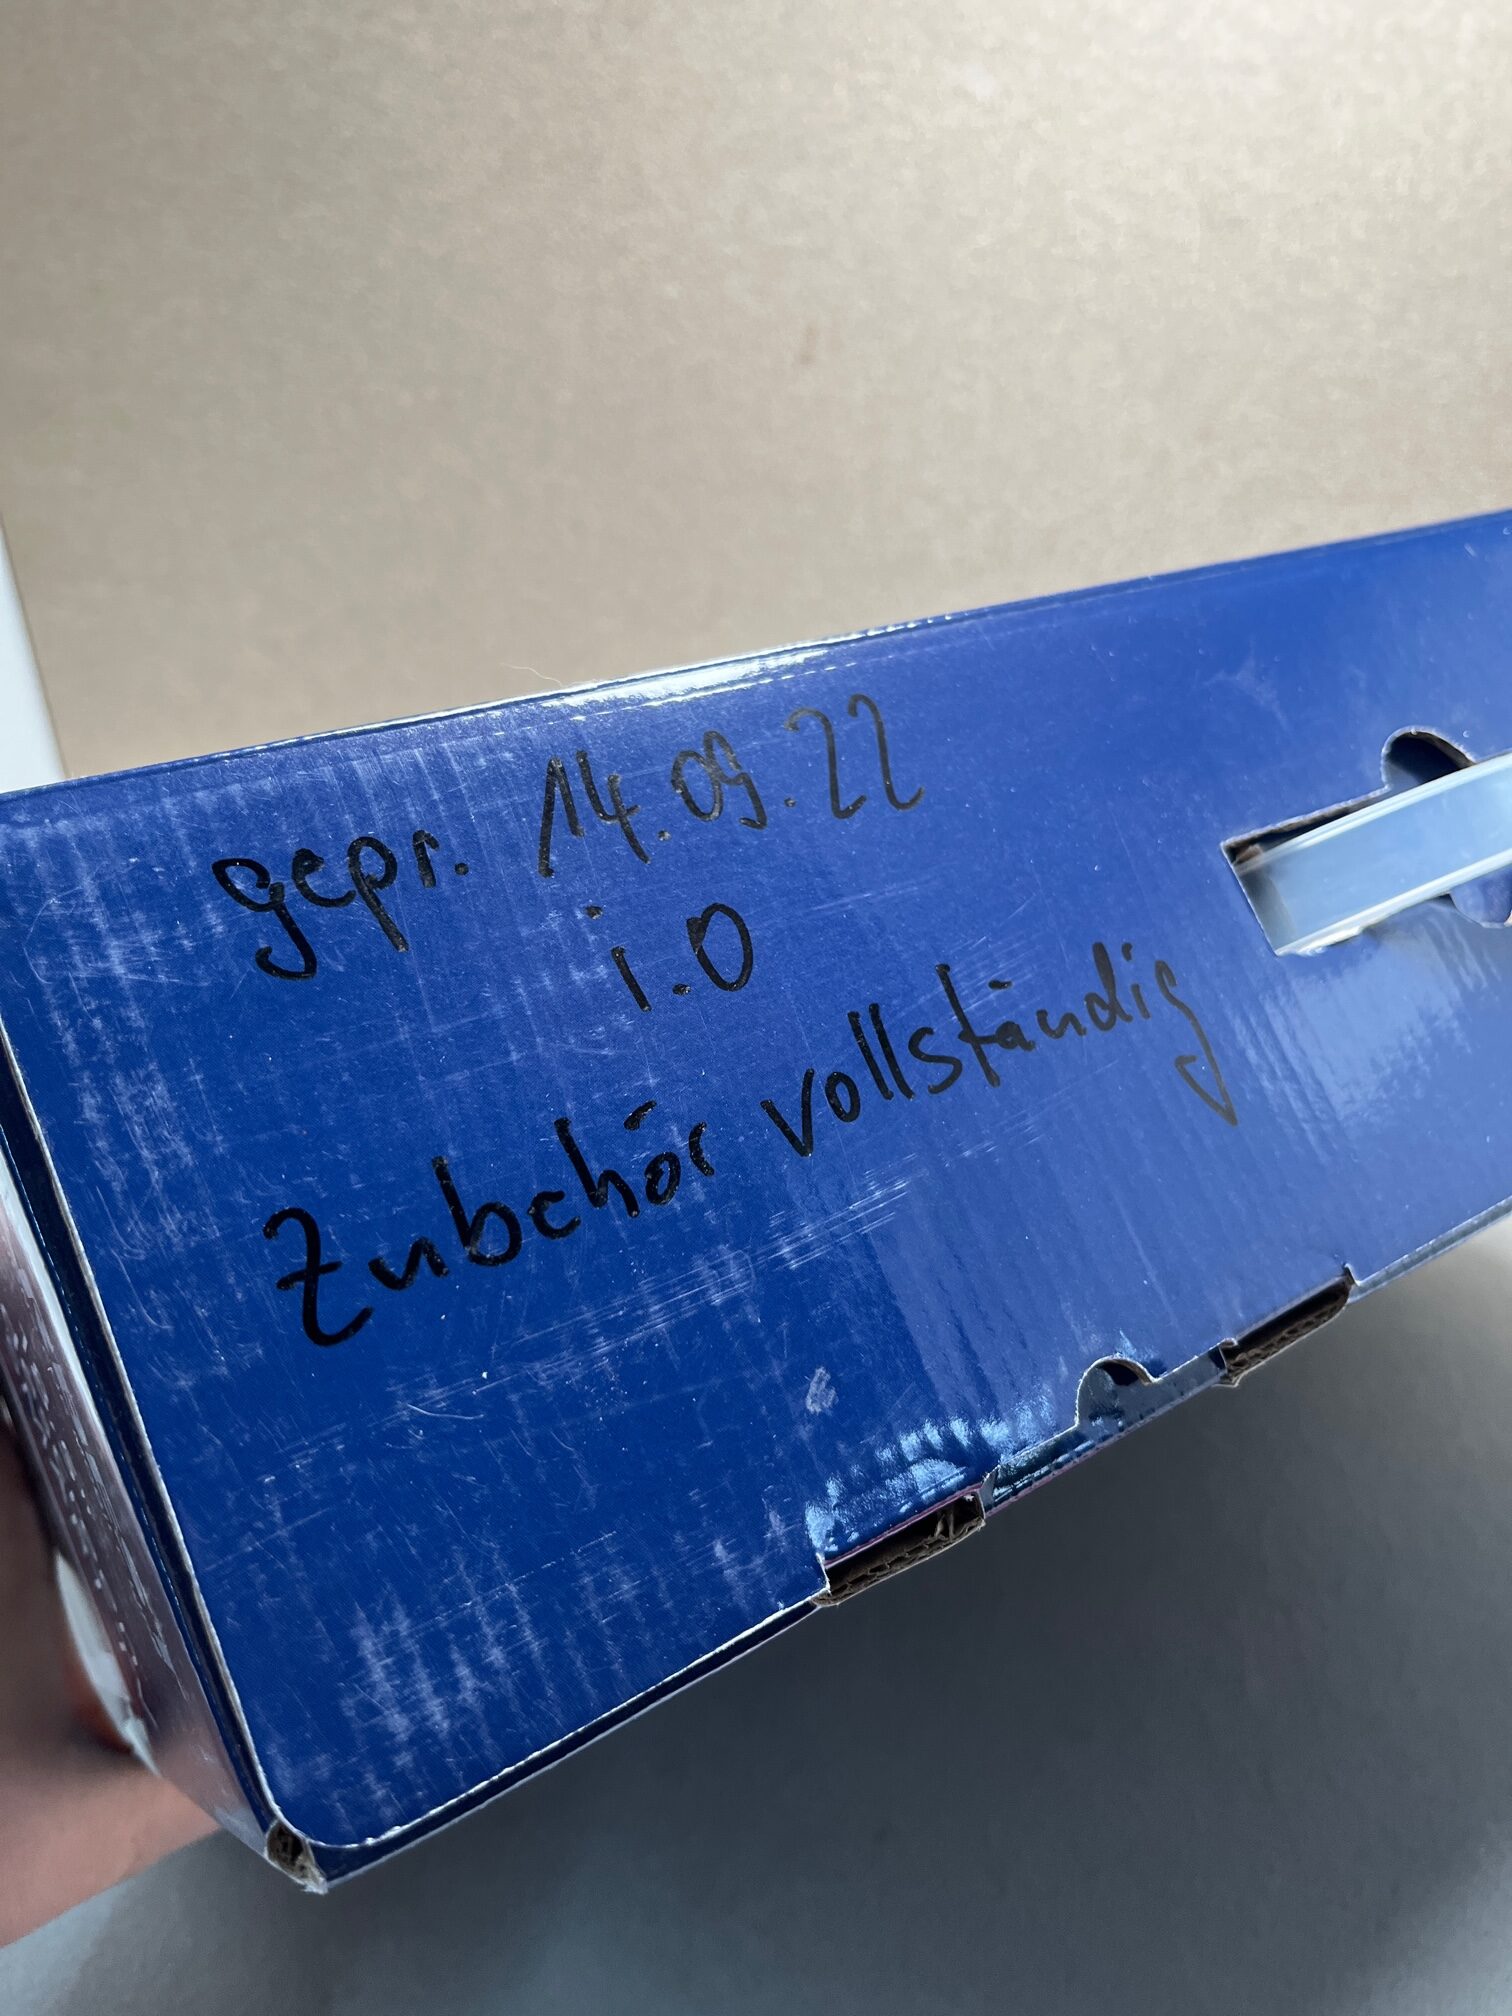 gepr. 14.09.22
i.O
Zubehör vollständig